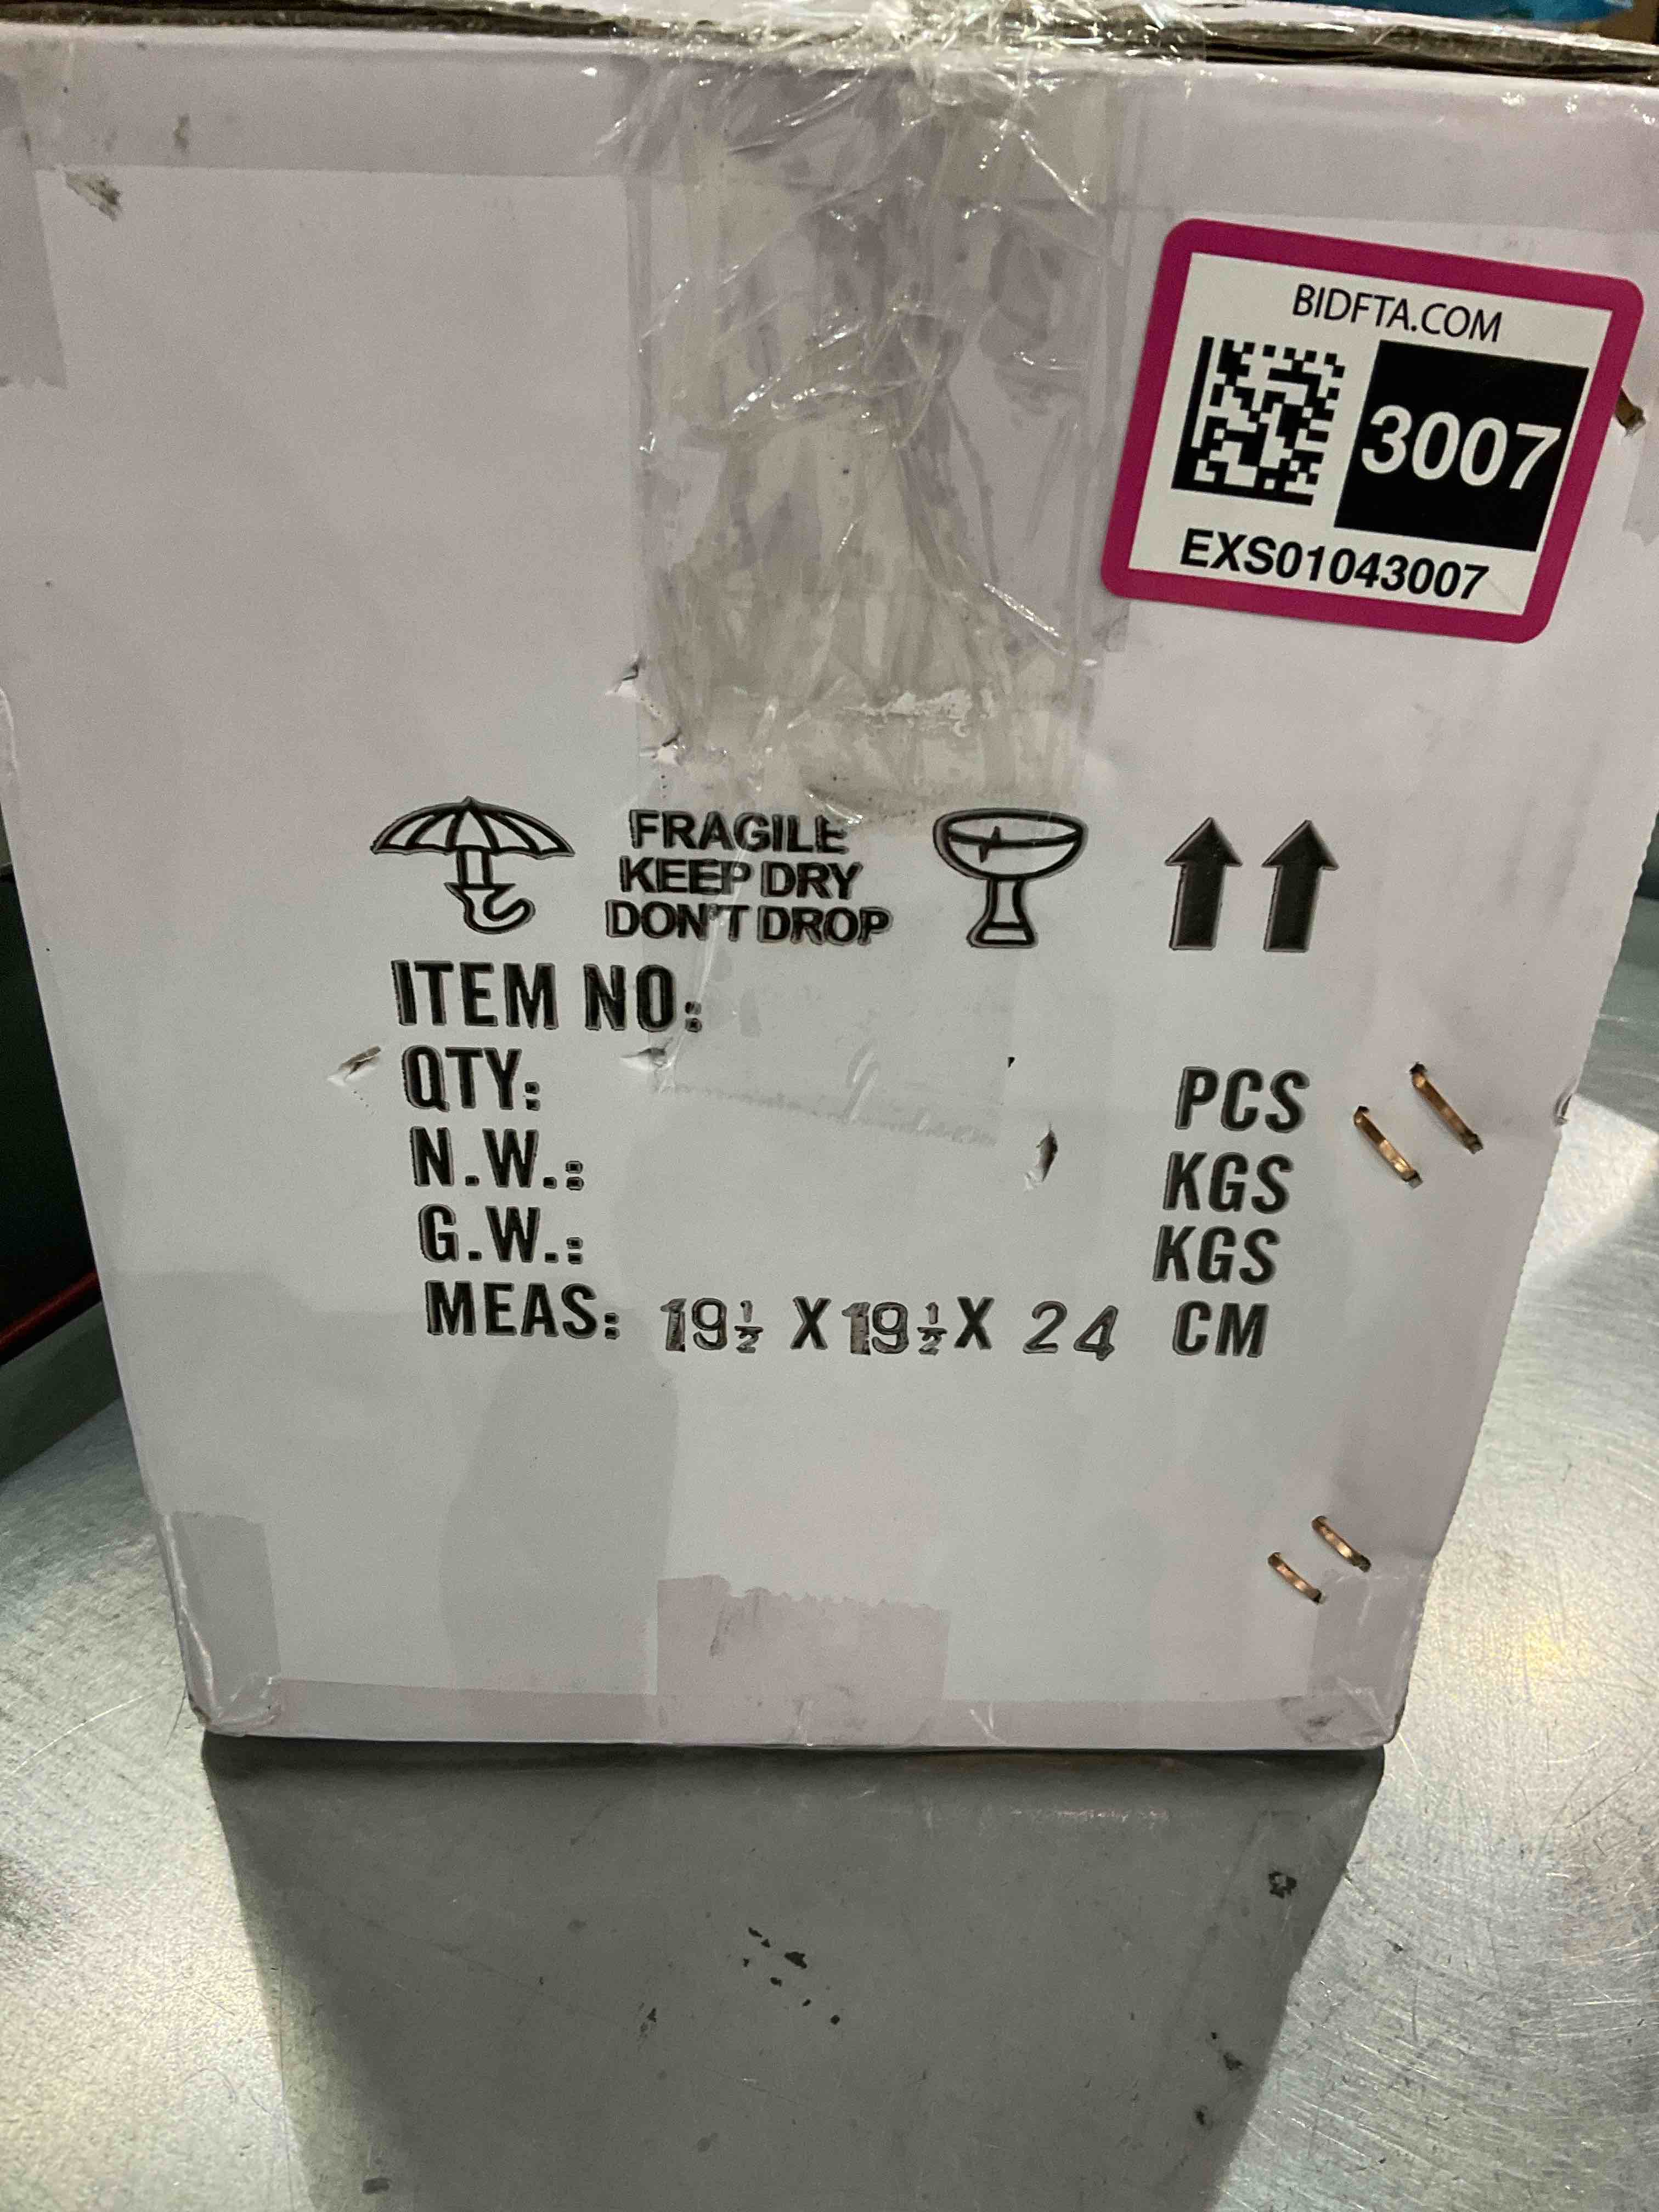 BIDFTA.COM
3007
EXS01043007
FRAGILE
KEEP DRY
DON'T DROP
ITEM NO:
QTY: PCS
N.W.: KGS
G.W.: KGS
MEAS: 19½ X 19½ X 24 CM